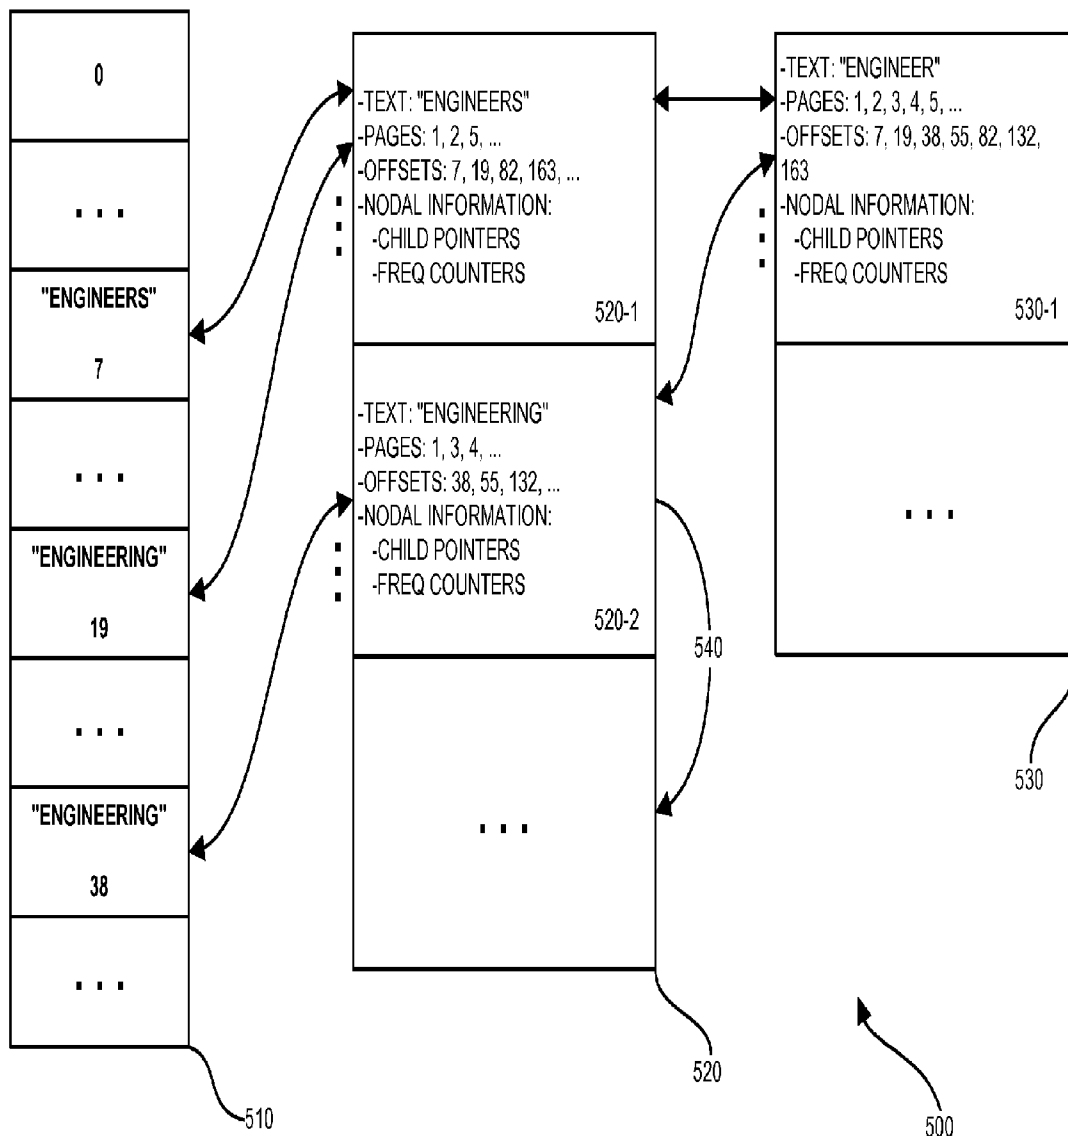 0
...
"ENGINEERS"
7
...
"ENGINEERING"
19
...
"ENGINEERING"
38
...
510
-TEXT: "ENGINEERS"
-PAGES: 1, 2, 5, ...
-OFFSETS: 7, 19, 82, 163, ...
-NODAL INFORMATION:
-CHILD POINTERS
-FREQ COUNTERS
520-1
-TEXT: "ENGINEERING"
-PAGES: 1, 3, 4, ...
-OFFSETS: 38, 55, 132, ...
-NODAL INFORMATION:
-CHILD POINTERS
-FREQ COUNTERS
520-2
540
...
520
-TEXT: "ENGINEER"
-PAGES: 1, 2, 3, 4, 5, ...
-OFFSETS: 7, 19, 38, 55, 82, 132,
163
-NODAL INFORMATION:
-CHILD POINTERS
-FREQ COUNTERS
530-1
...
530
500